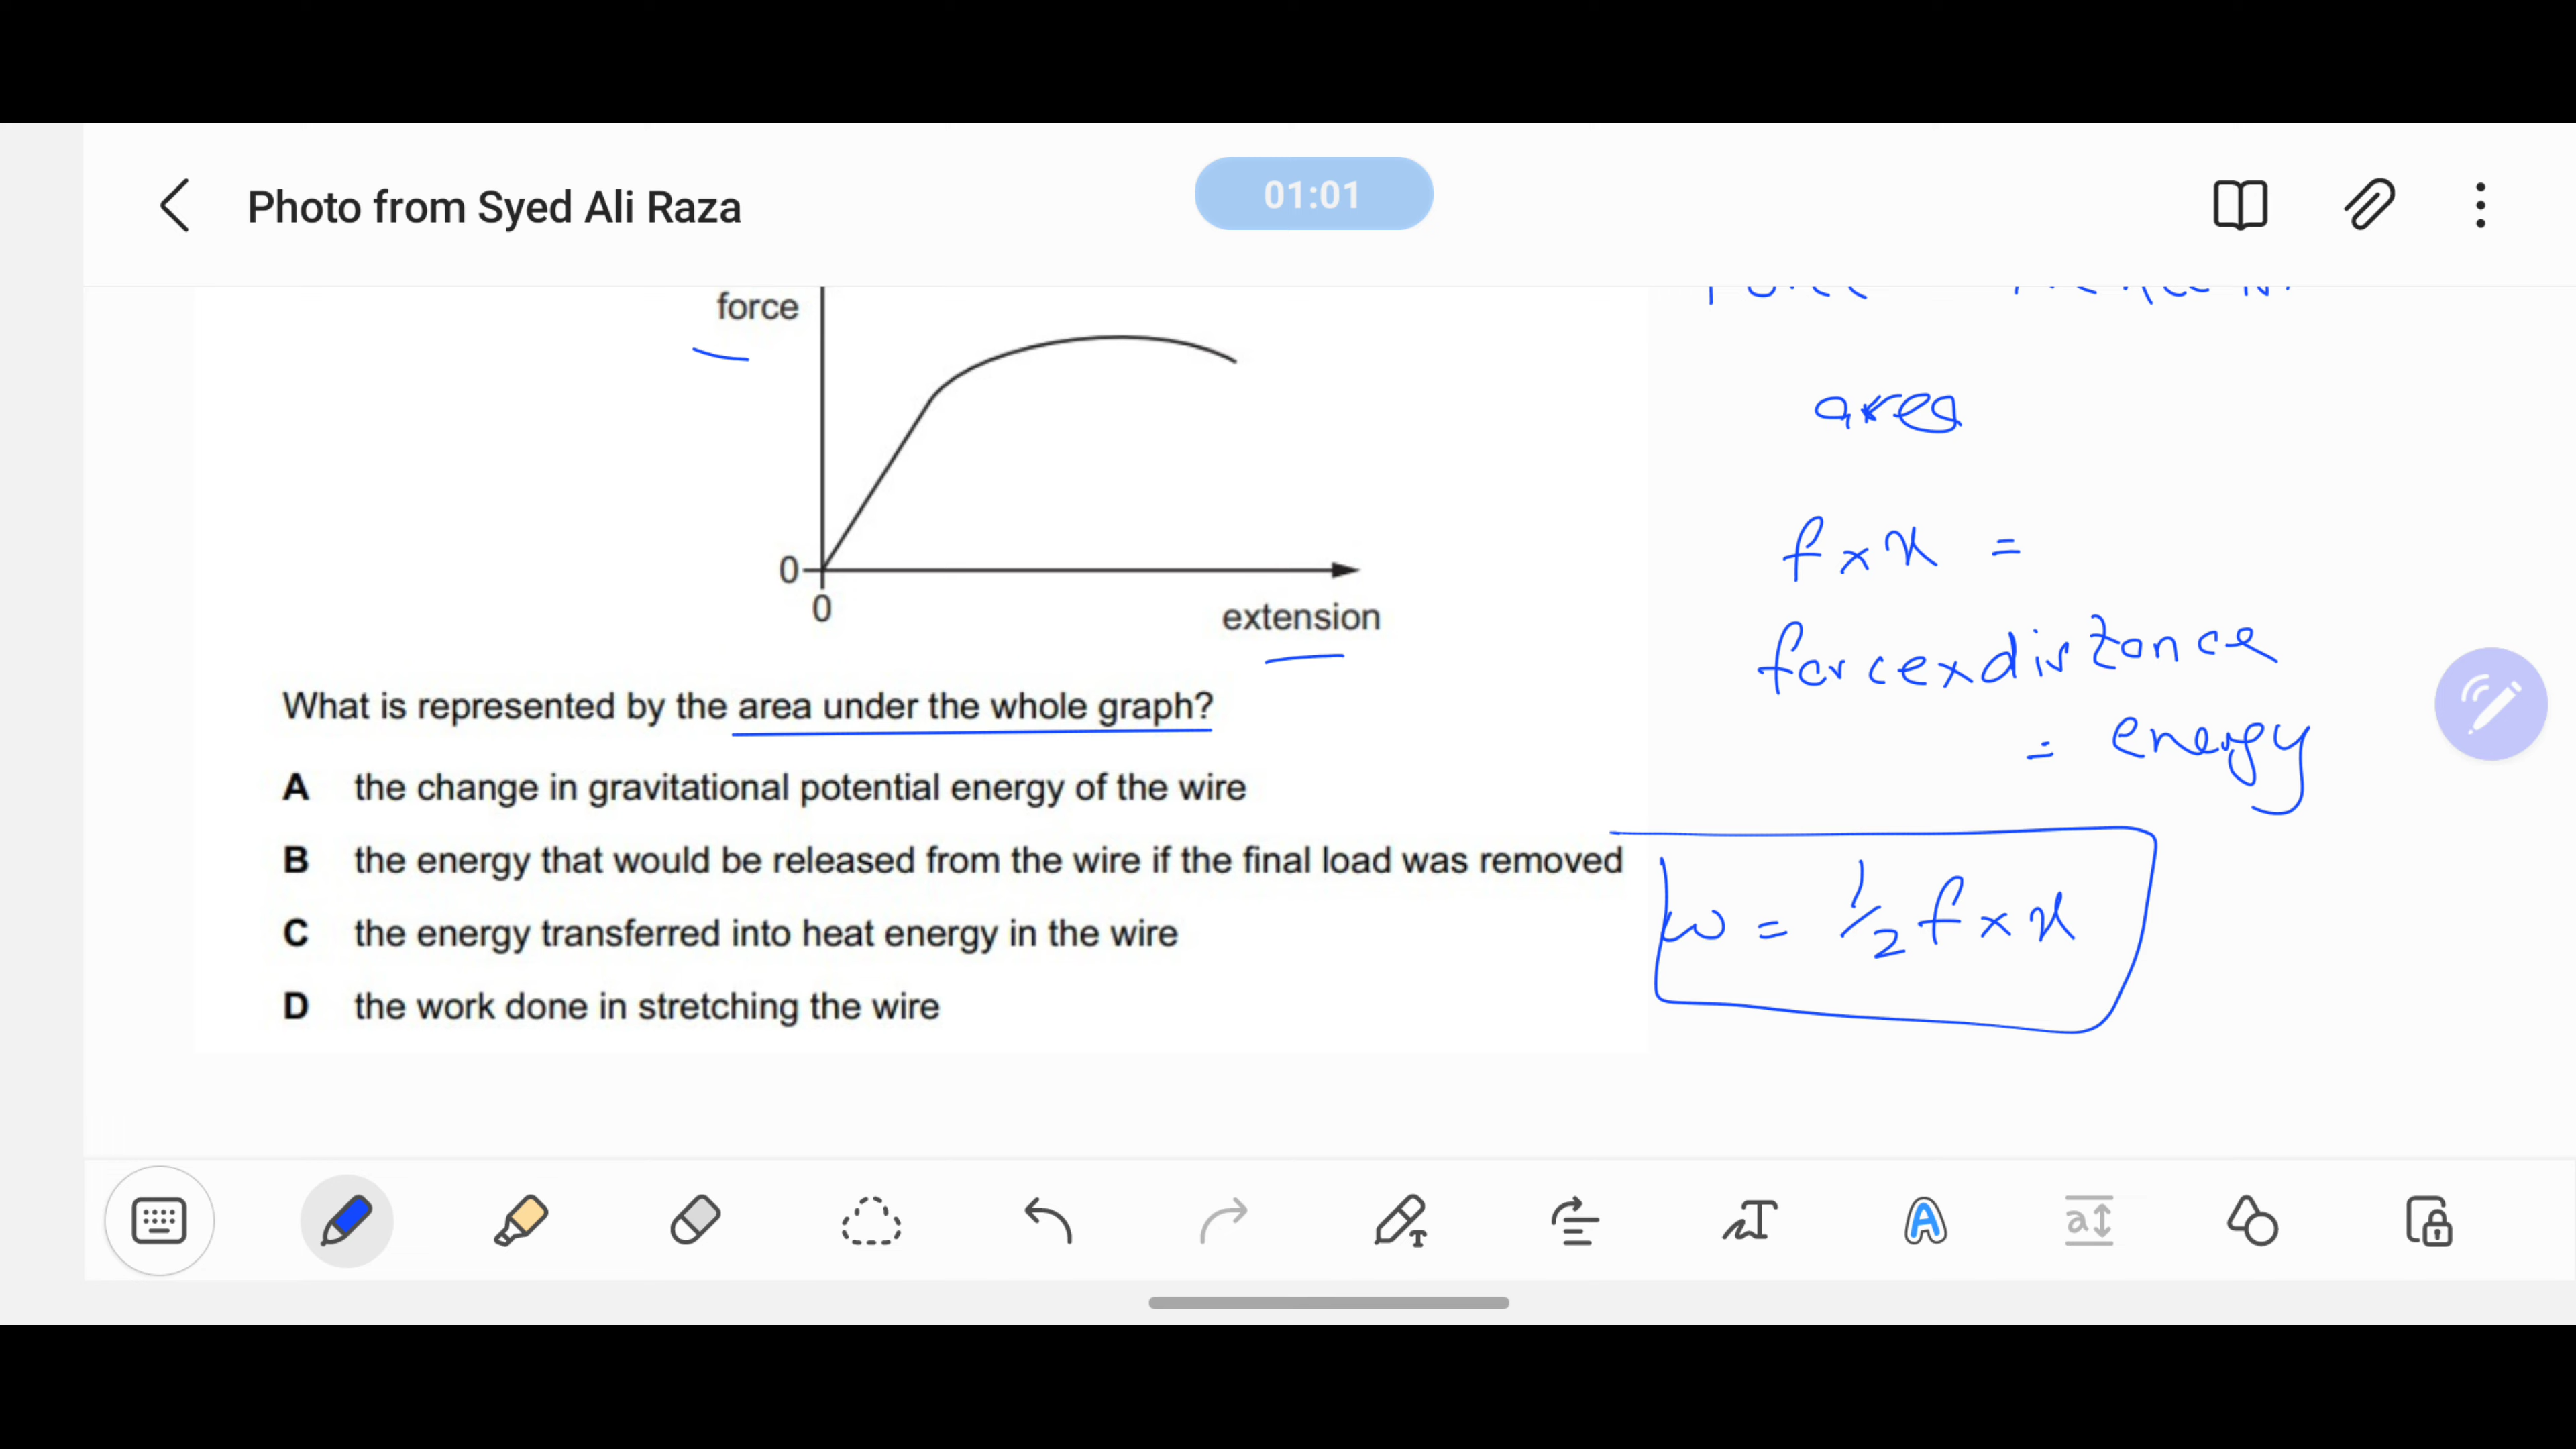 Photo from Syed Ali Raza
01:01
force
0
0
extension
What is represented by the area under the whole graph?
A the change in gravitational potential energy of the wire
B the energy that would be released from the wire if the final load was removed
C the energy transferred into heat energy in the wire
D the work done in stretching the wire
area
f × x =
force × distance
= energy
W = 1/2 f × x
T
T
A
a